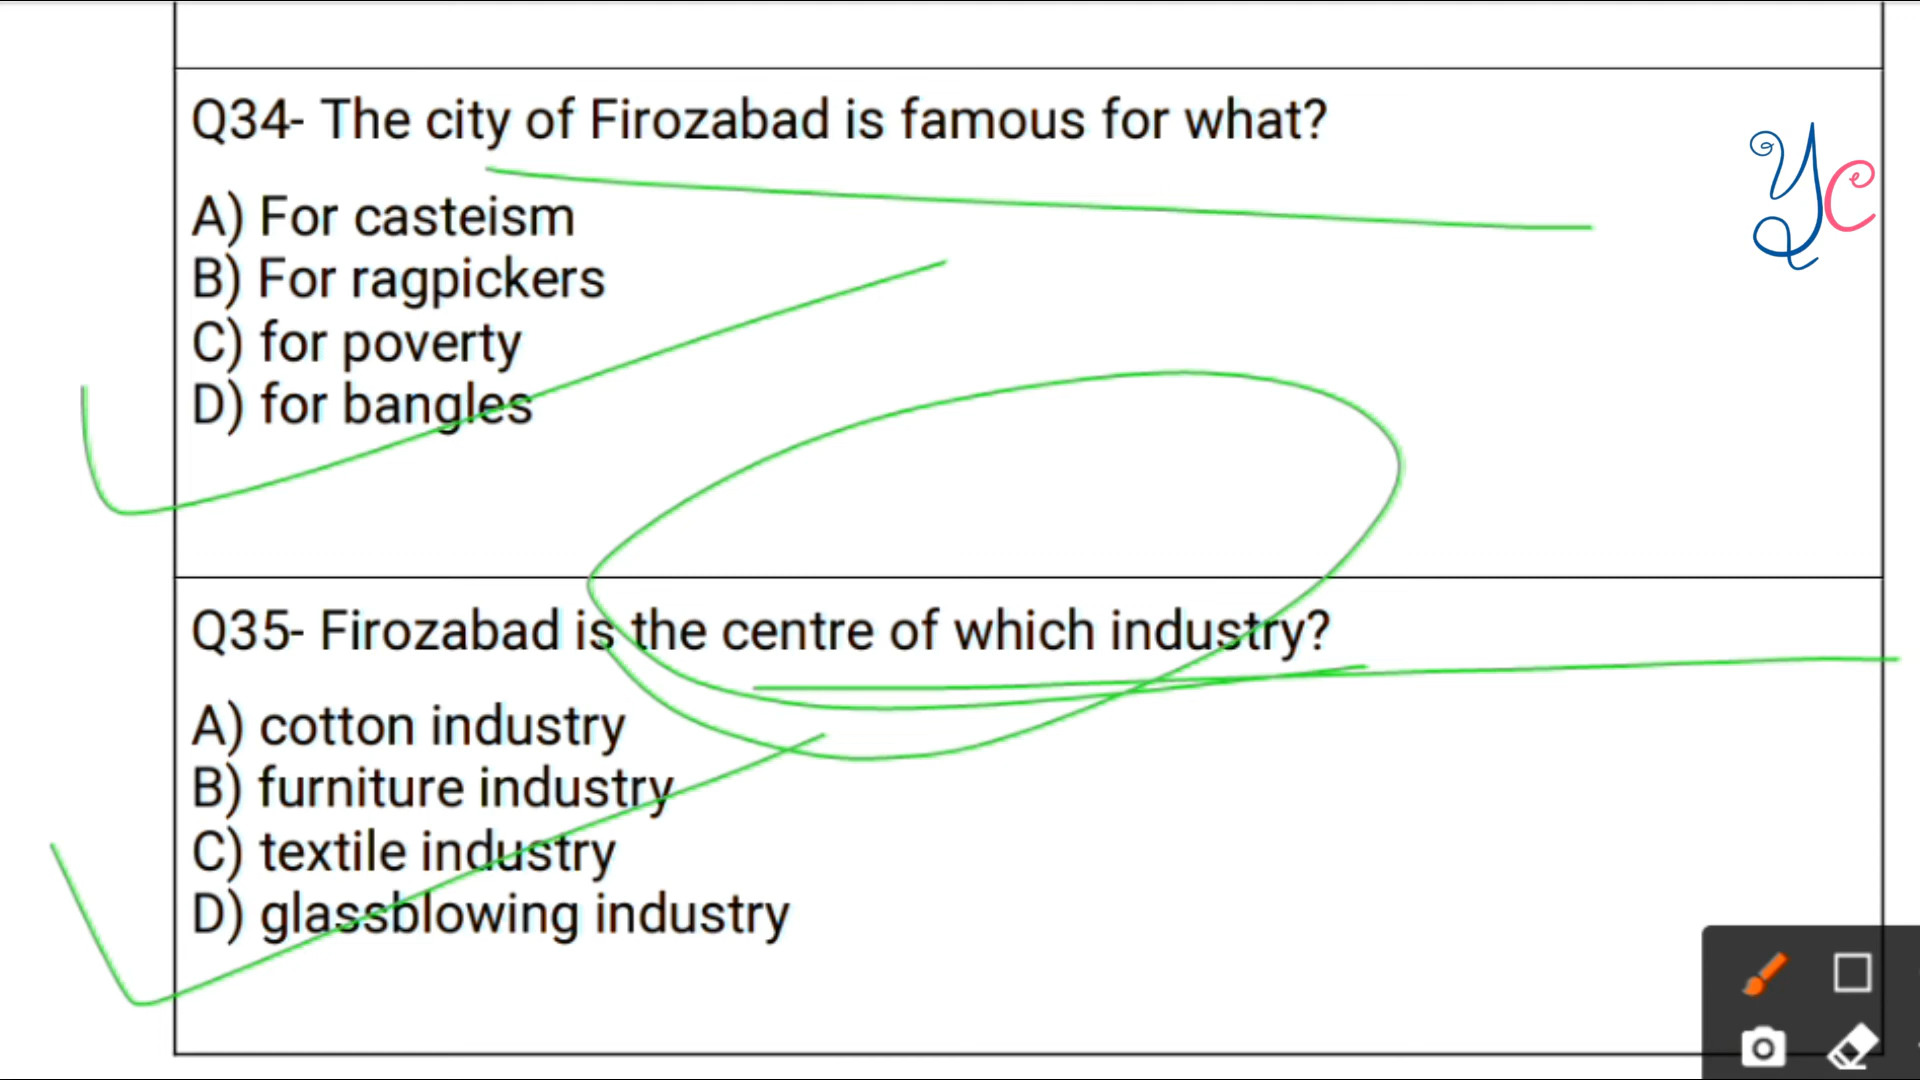 Q34- The city of Firozabad is famous for what?
A) For casteism
B) For ragpickers
C) for poverty
D) for bangles
YC
Q35- Firozabad is the centre of which industry?
A) cotton industry
B) furniture industry
C) textile industry
D) glassblowing industry